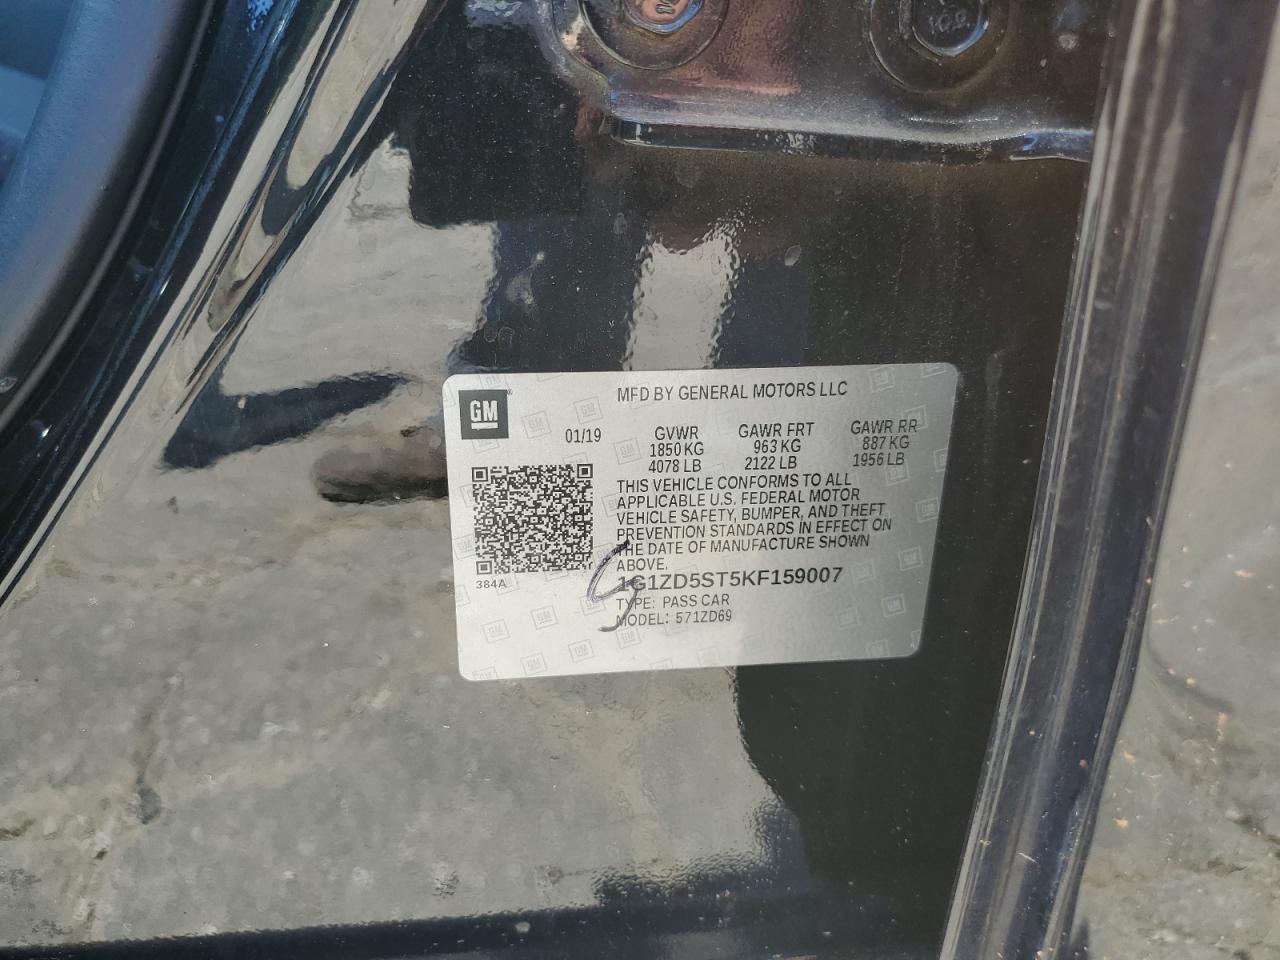 GM
MFD BY GENERAL MOTORS LLC
01/19
GVWR GAWR FRT GAWR RR
1850 KG 963 KG 887 KG
4078 LB 2122 LB 1956 LB
THIS VEHICLE CONFORMS TO ALL
APPLICABLE U.S. FEDERAL MOTOR
VEHICLE SAFETY, BUMPER, AND THEFT
PREVENTION STANDARDS IN EFFECT ON
THE DATE OF MANUFACTURE SHOWN
ABOVE.
384A
1G1ZD5ST5KF159007
TYPE: PASS CAR
MODEL: 571ZD69